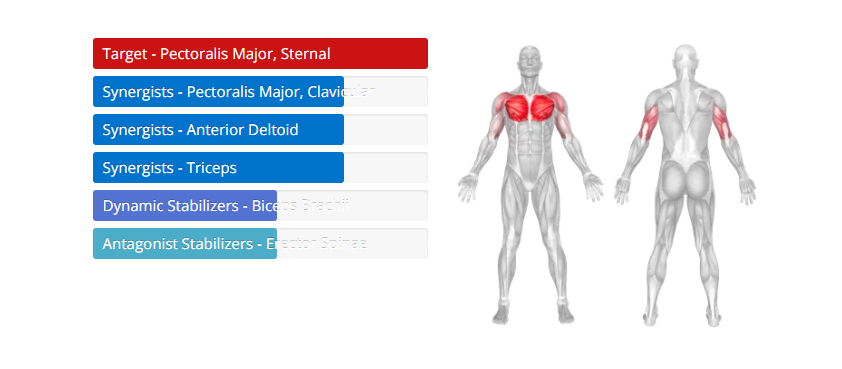 Target - Pectoralis Major, Sternal
Synergists - Pectoralis Major, Clavicular
Synergists - Anterior Deltoid
Synergists - Triceps
Dynamic Stabilizers - Biceps Brachii
Antagonist Stabilizers - Erector Spinae